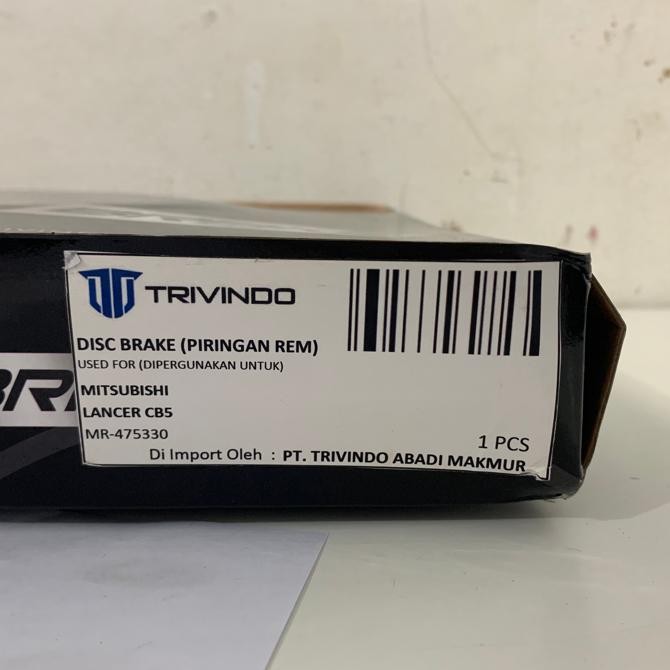 TRIVINDO
DISC BRAKE (PIRINGAN REM)
USED FOR (DIPERGUNAKAN UNTUK)
MITSUBISHI
LANCER CB5
MR-475330
1 PCS
Di Import Oleh : PT. TRIVINDO ABADI MAKMUR